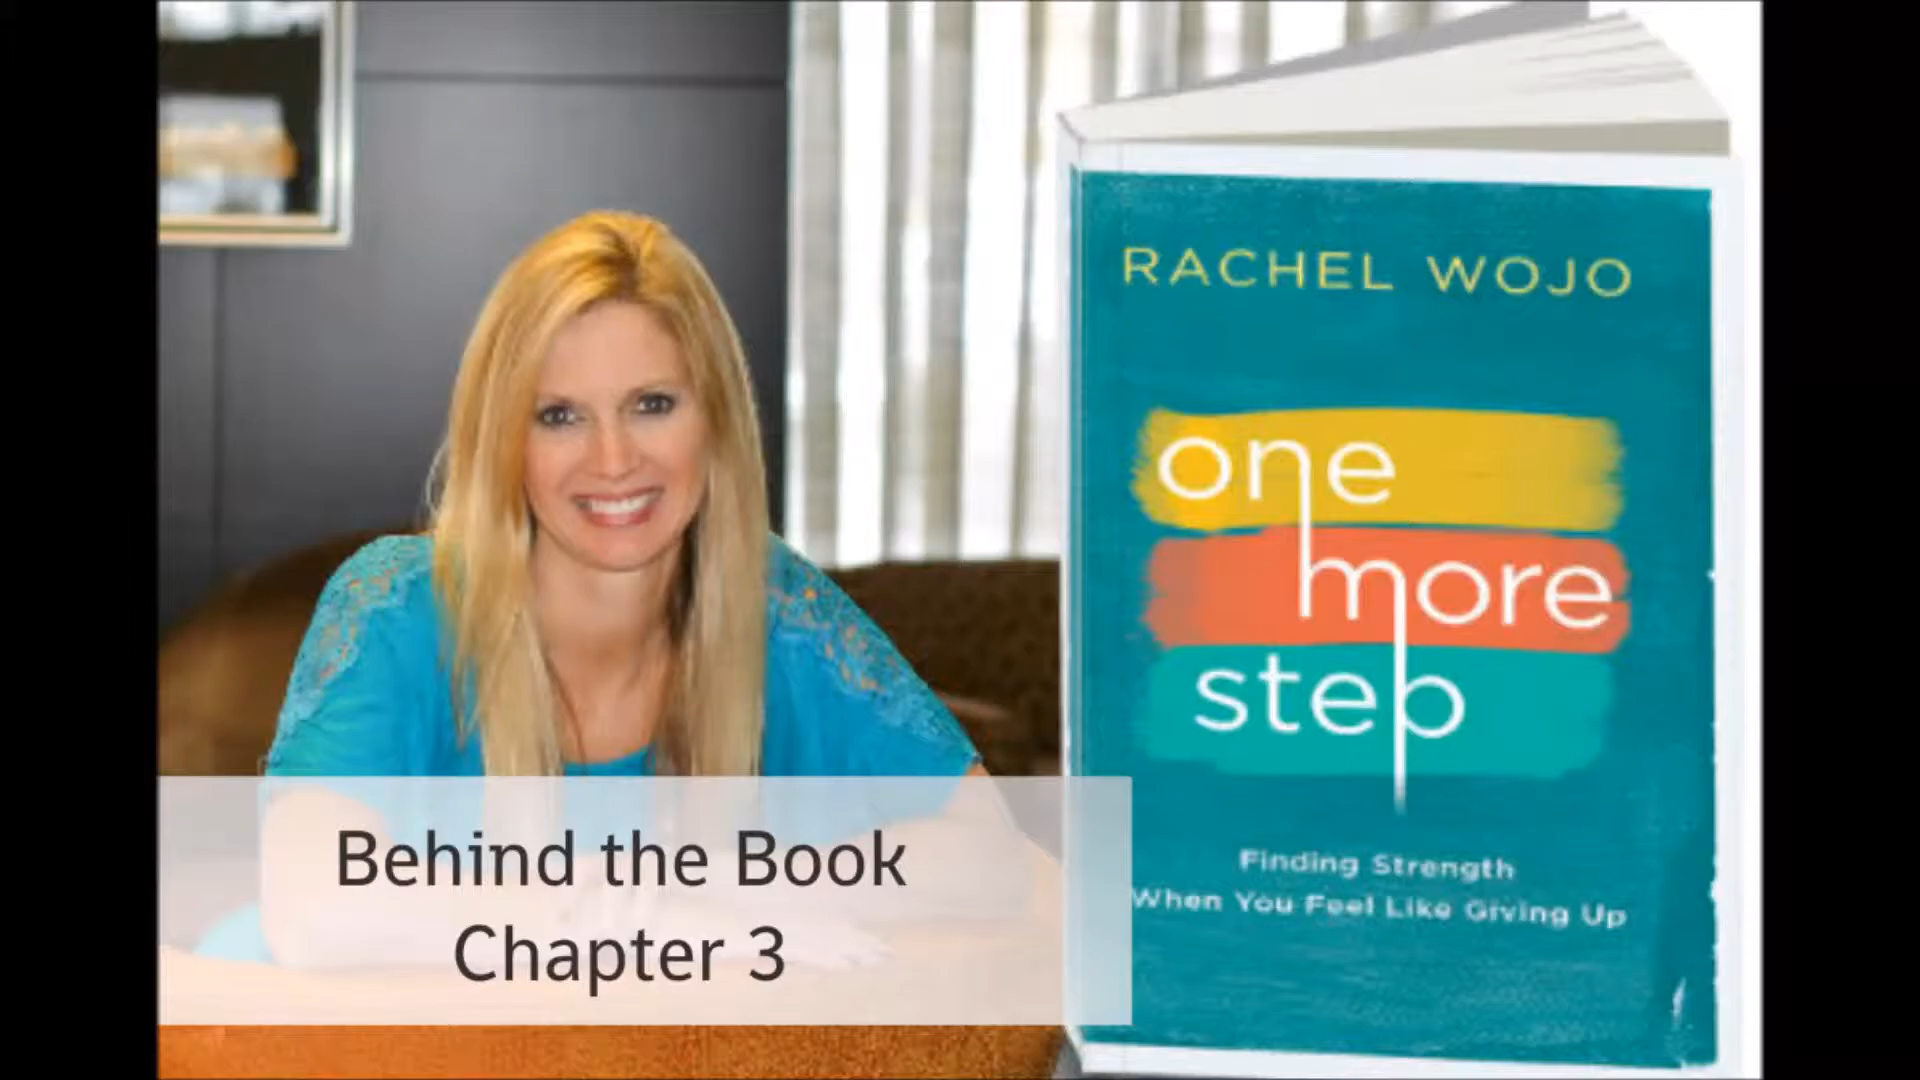 RACHEL WOJO
one
more
step
Finding Strength
When You Feel Like Giving Up
Behind the Book
Chapter 3